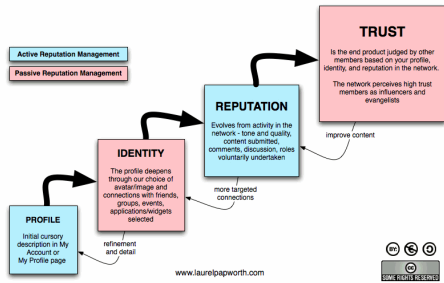 TRUST
Is the end product judged by other
members based on your profile,
identity, and reputation in the network.
The network perceives high trust
members as influencers and
evangelists
Active Reputation Management
Passive Reputation Management
REPUTATION
Evolves from activity in the
network - tone and quality,
content submitted,
comments, discussion, roles
voluntarily undertaken
improve content
IDENTITY
The profile deepens
through our choice of
avatar/image and
connections with friends,
groups, events,
applications/widgets
selected
more targeted
connections
PROFILE
Initial cursory
description in My
Account or
My Profile page
refinement
and detail
www.laurelpapworth.com
BY:
cc
SOME RIGHTS RESERVED